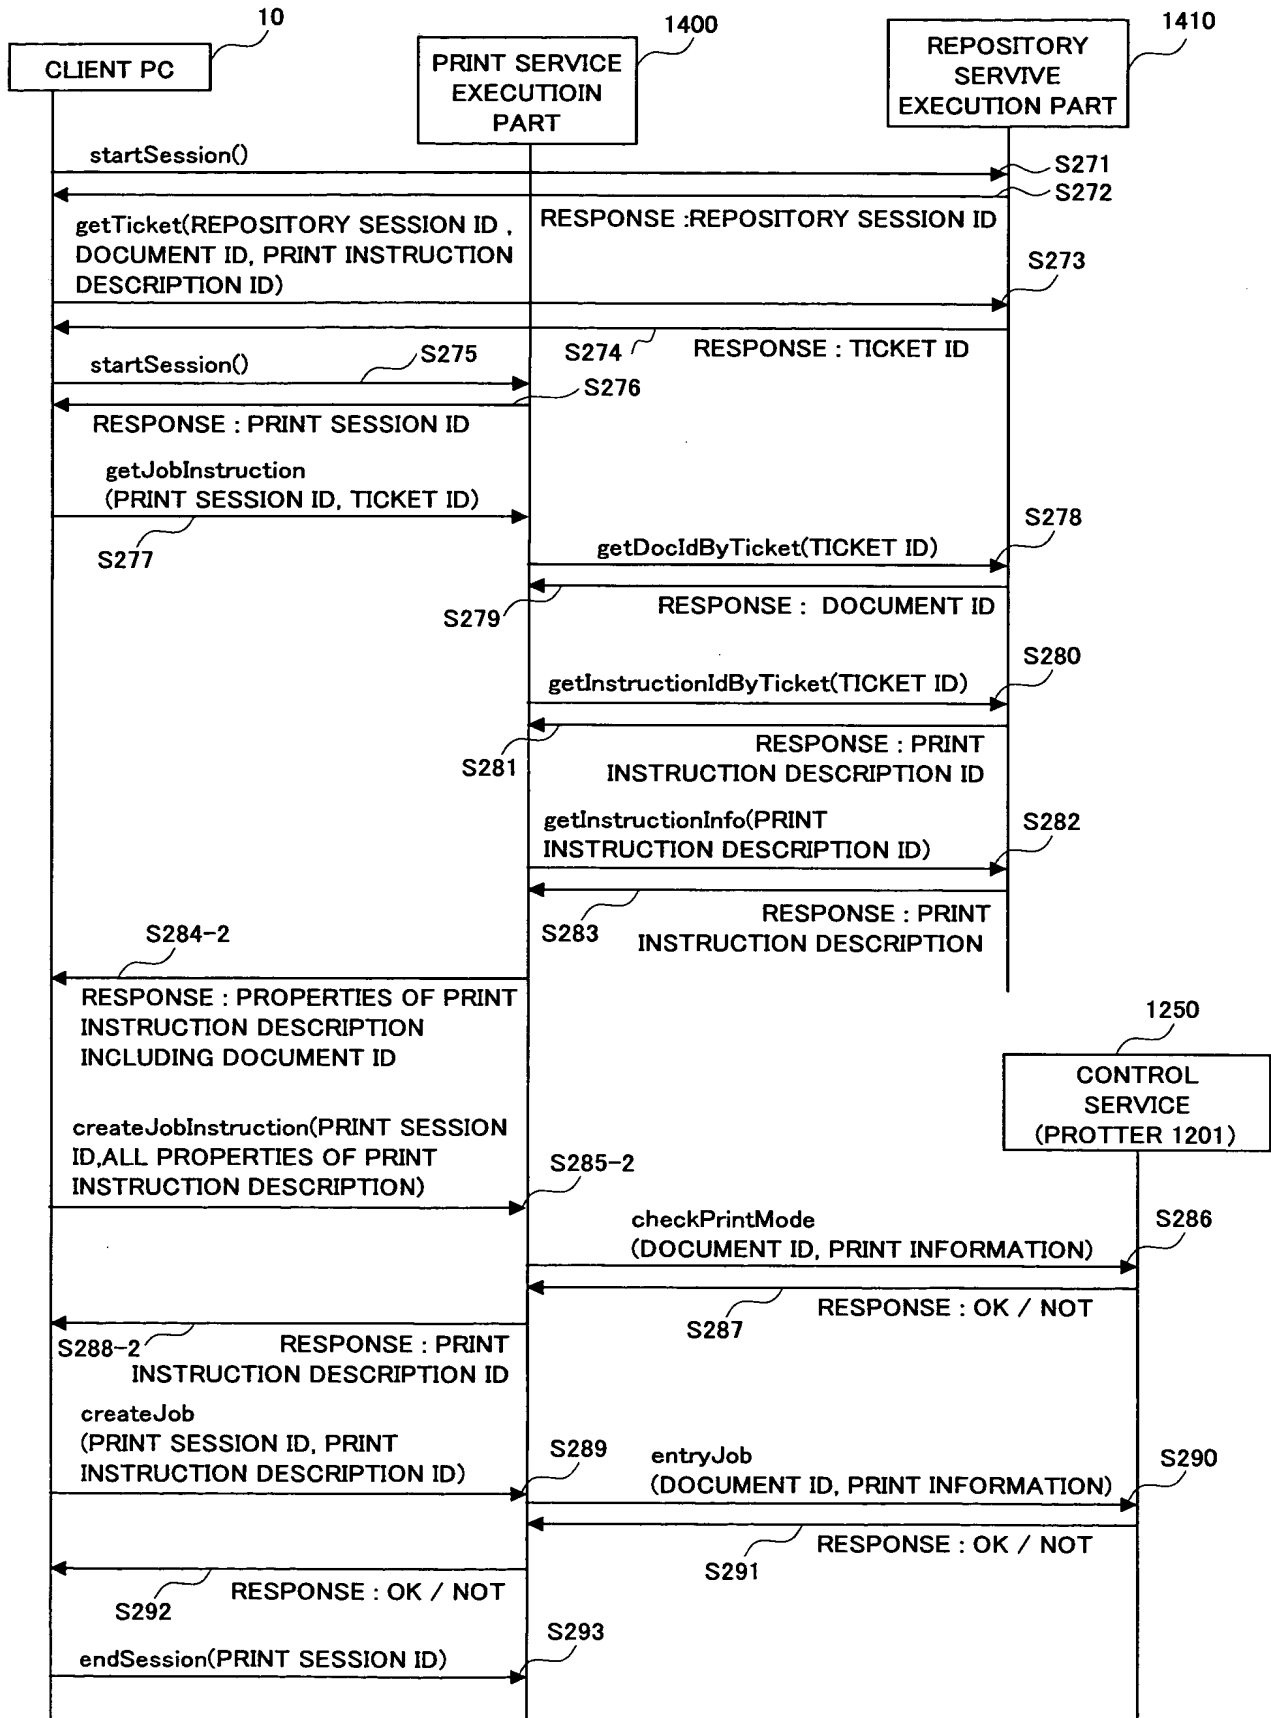 10
CLIENT PC
1400
PRINT SERVICE
EXECUTIOIN
PART
1410
REPOSITORY
SERVIVE
EXECUTION PART
startSession()
S271
S272
RESPONSE :REPOSITORY SESSION ID
getTicket(REPOSITORY SESSION ID ,
DOCUMENT ID, PRINT INSTRUCTION
DESCRIPTION ID)
S273
S274
RESPONSE : TICKET ID
startSession()
S275
S276
RESPONSE : PRINT SESSION ID
getJobInstruction
(PRINT SESSION ID, TICKET ID)
S277
getDocIdByTicket(TICKET ID)
S278
S279
RESPONSE : DOCUMENT ID
S280
getInstructionIdByTicket(TICKET ID)
S281
RESPONSE : PRINT
INSTRUCTION DESCRIPTION ID
getInstructionInfo(PRINT
INSTRUCTION DESCRIPTION ID)
S282
S283
RESPONSE : PRINT
INSTRUCTION DESCRIPTION
S284-2
RESPONSE : PROPERTIES OF PRINT
INSTRUCTION DESCRIPTION
INCLUDING DOCUMENT ID
1250
CONTROL
SERVICE
(PROTTER 1201)
createJobInstruction(PRINT SESSION
ID,ALL PROPERTIES OF PRINT
INSTRUCTION DESCRIPTION)
S285-2
checkPrintMode
(DOCUMENT ID, PRINT INFORMATION)
S286
S287
RESPONSE : OK / NOT
S288-2
RESPONSE : PRINT
INSTRUCTION DESCRIPTION ID
createJob
(PRINT SESSION ID, PRINT
INSTRUCTION DESCRIPTION ID)
S289
entryJob
(DOCUMENT ID, PRINT INFORMATION)
S290
S291
RESPONSE : OK / NOT
S292
RESPONSE : OK / NOT
S293
endSession(PRINT SESSION ID)